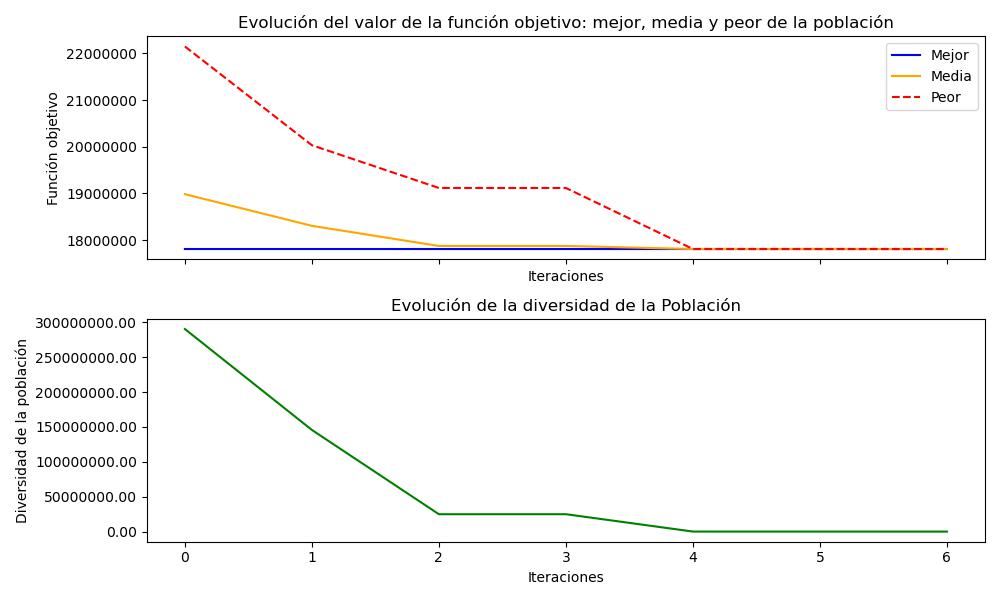 Evolución del valor de la función objetivo: mejor, media y peor de la población
22000000
21000000
20000000
19000000
18000000
Función objetivo
Mejor
Media
Peor
Iteraciones
Evolución de la diversidad de la Población
300000000.00
250000000.00
200000000.00
150000000.00
100000000.00
50000000.00
0.00
Diversidad de la población
0 1 2 3 4 5 6
Iteraciones